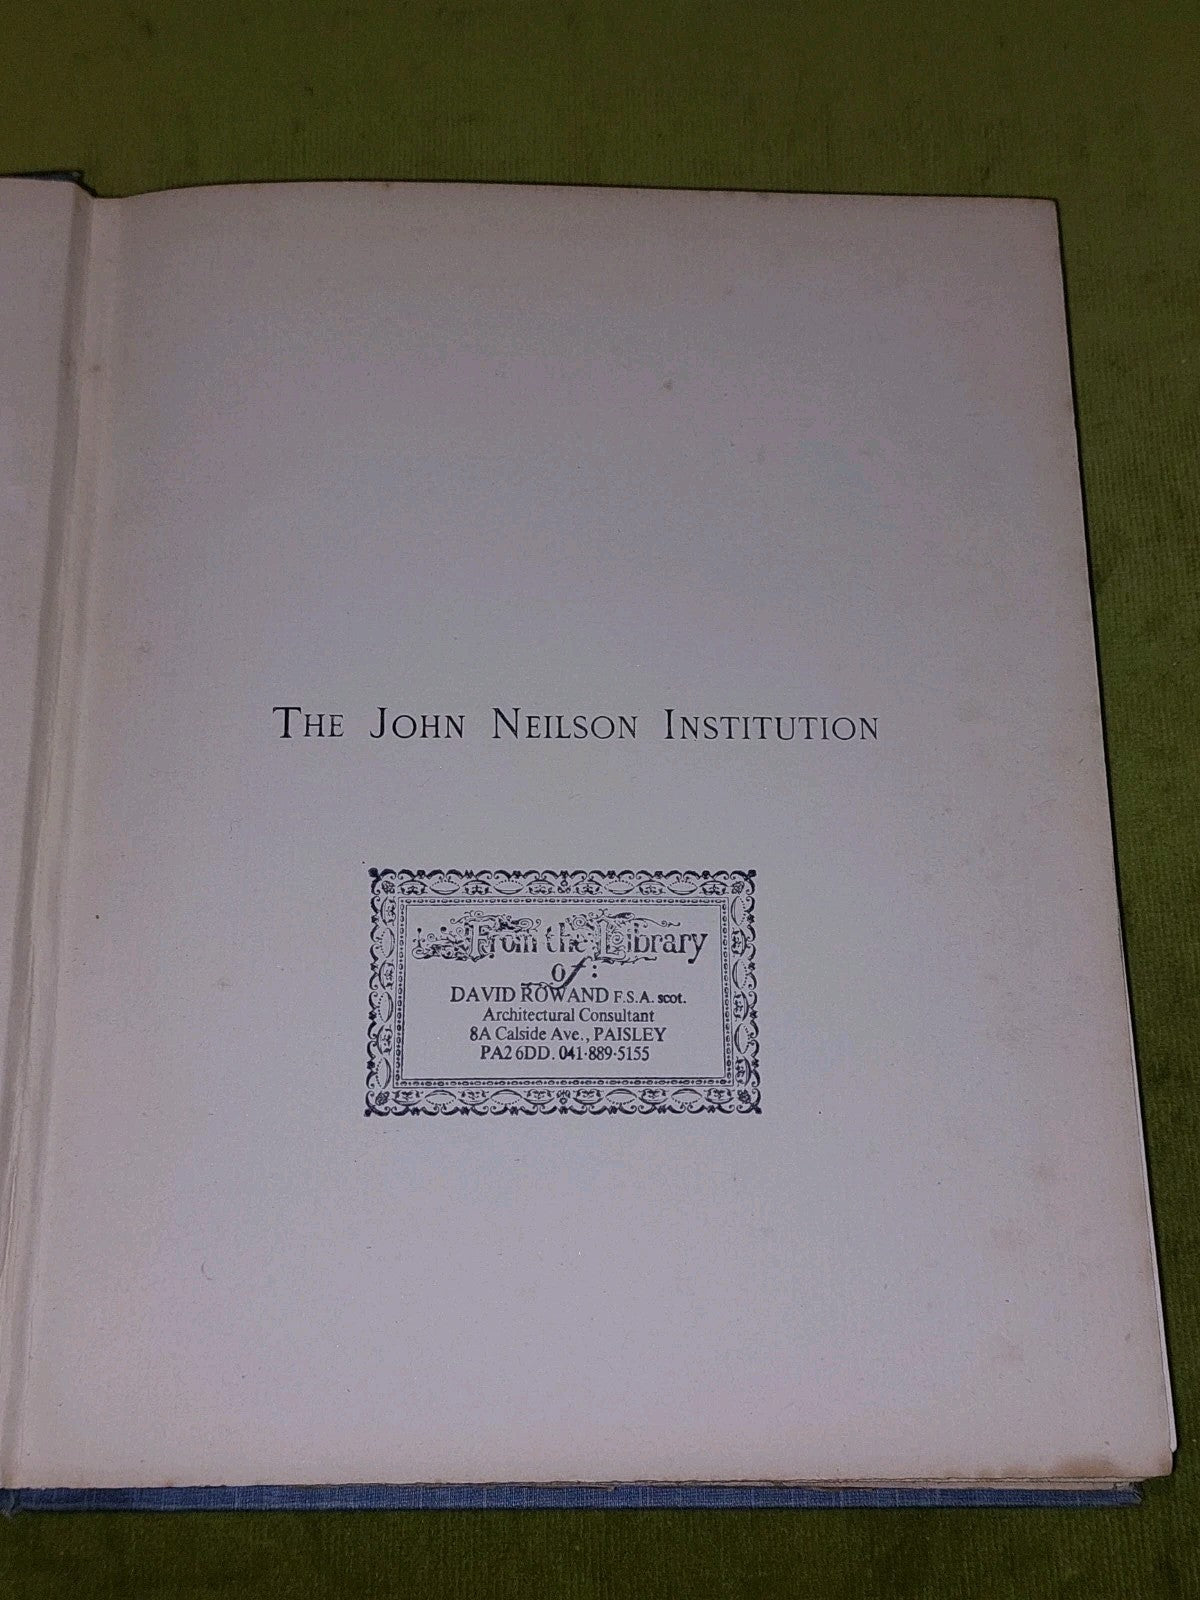 THE JOHN NEILSON INSTITUTION
From the Library
of:
DAVID ROWAND F.S.A. scot.
Architectural Consultant
8A Calside Ave., PAISLEY
PA2 6DD. 041-889-5155